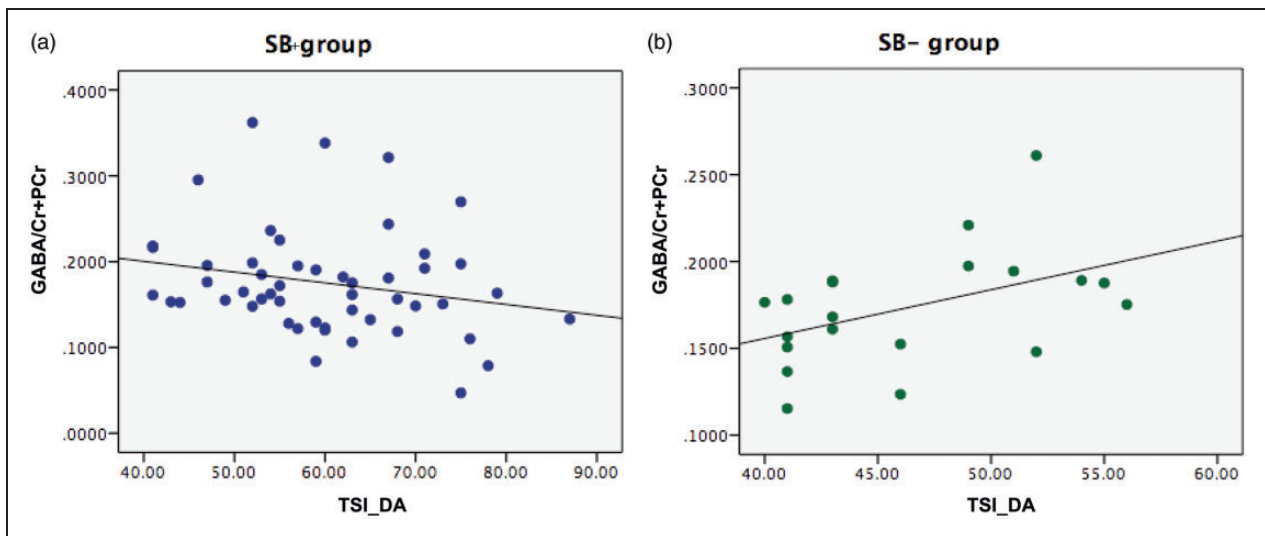 (a)
SB+group
GABA/Cr+PCr
.4000
.3000
.2000
.1000
.0000
40.00 50.00 60.00 70.00 80.00 90.00
TSI_DA
(b)
SB– group
GABA/Cr+PCr
.3000
.2500
.2000
.1500
.1000
40.00 45.00 50.00 55.00 60.00
TSI_DA